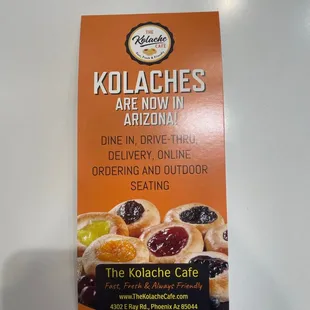 THE
Kolache
CAFE
KOLACHES
ARE NOW IN
ARIZONA!
DINE IN, DRIVE-THRU,
DELIVERY, ONLINE
ORDERING AND OUTDOOR
SEATING
The Kolache Cafe
Fast, Fresh & Always Friendly
www.TheKolacheCafe.com
4302 E Ray Rd., Phoenix Az 85044